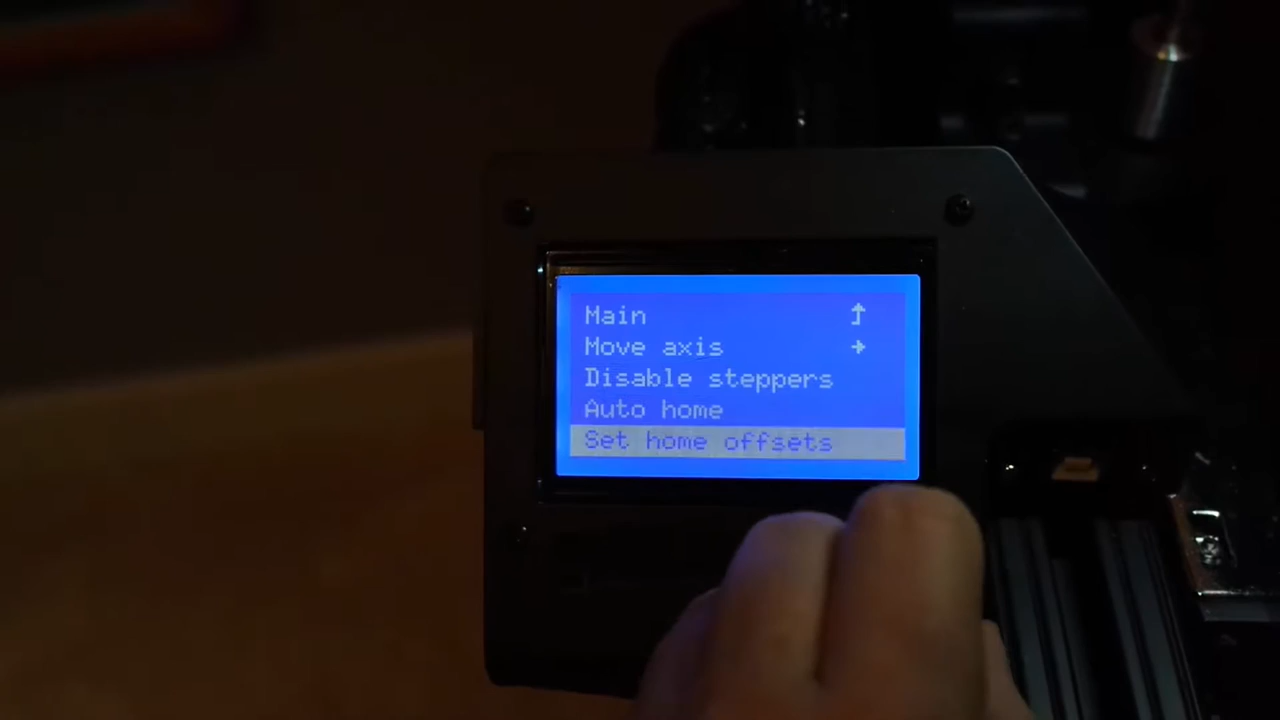 Main
Move axis
Disable steppers
Auto home
Set home offsets